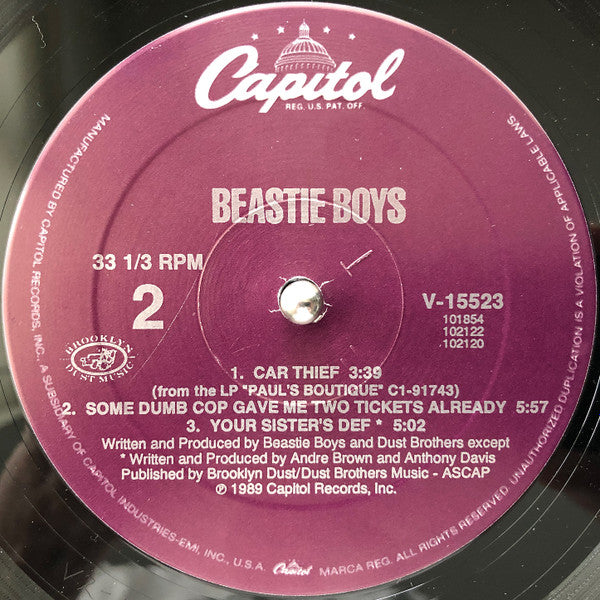 Capitol
REG. U.S. PAT. OFF.
BEASTIE BOYS
33 1/3 RPM
2
V-15523
101854
102122
102120
BROOKLYN
DUST MUSIC
1. CAR THIEF 3:39
(from the LP "PAUL'S BOUTIQUE" C1-91743)
2. SOME DUMB COP GAVE ME TWO TICKETS ALREADY 5:57
3. YOUR SISTER'S DEF * 5:02
Written and Produced by Beastie Boys and Dust Brothers except
* Written and Produced by Andre Brown and Anthony Davis
Published by Brooklyn Dust/Dust Brothers Music - ASCAP
℗ 1989 Capitol Records, Inc.
MANUFACTURED BY CAPITOL RECORDS, INC., A SUBSIDIARY OF CAPITOL INDUSTRIES-EMI, INC., U.S.A. Capitol MARCA REG. ALL RIGHTS RESERVED. UNAUTHORIZED DUPLICATION IS A VIOLATION OF APPLICABLE LAWS